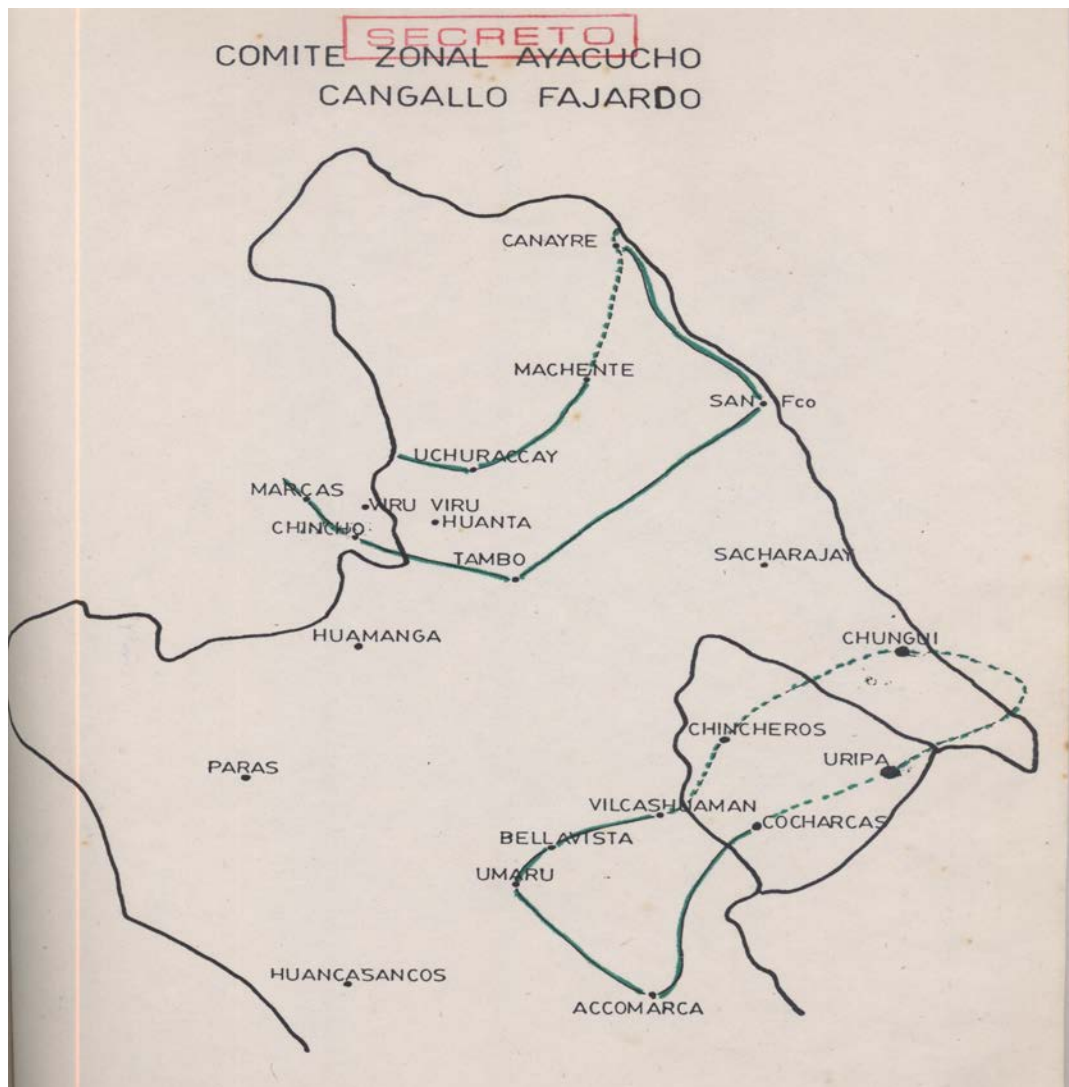 SECRETO
COMITE ZONAL AYACUCHO
CANGALLO FAJARDO
CANAYRE
MACHENTE
SAN Fco
UCHURACCAY
MARCAS
VIRU VIRU
HUANTA
CHINCHO
TAMBO
SACHARAJAY
HUAMANGA
CHUNGUI
CHINCHEROS
URIPA
PARAS
VILCASHUAMAN
COCHARCAS
BELLAVISTA
UMARU
HUANCASANCOS
ACCOMARCA